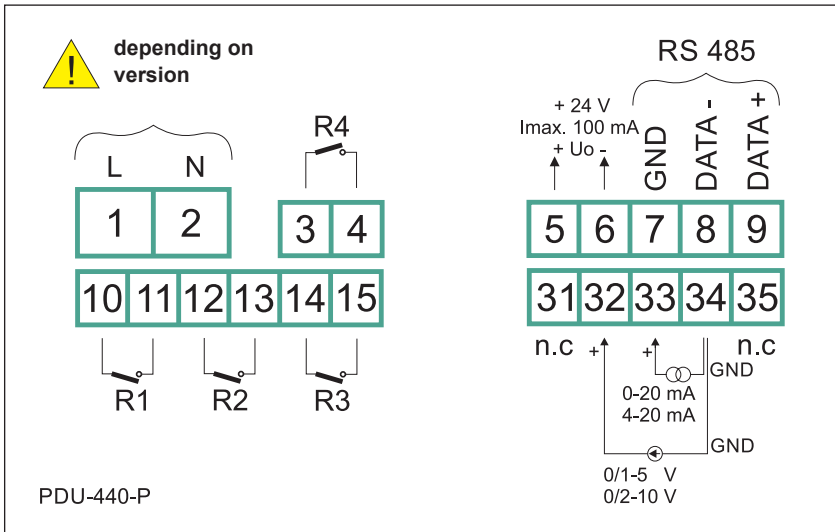 depending on
version
!
L N
R4
1 2 3 4
10 11 12 13 14 15
R1 R2 R3
PDU-440-P
RS 485
+ 24 V
Imax. 100 mA
+ Uo -
GND
DATA -
DATA +
5 6 7 8 9
31 32 33 34 35
n.c + + n.c
GND
0-20 mA
4-20 mA
GND
0/1-5 V
0/2-10 V